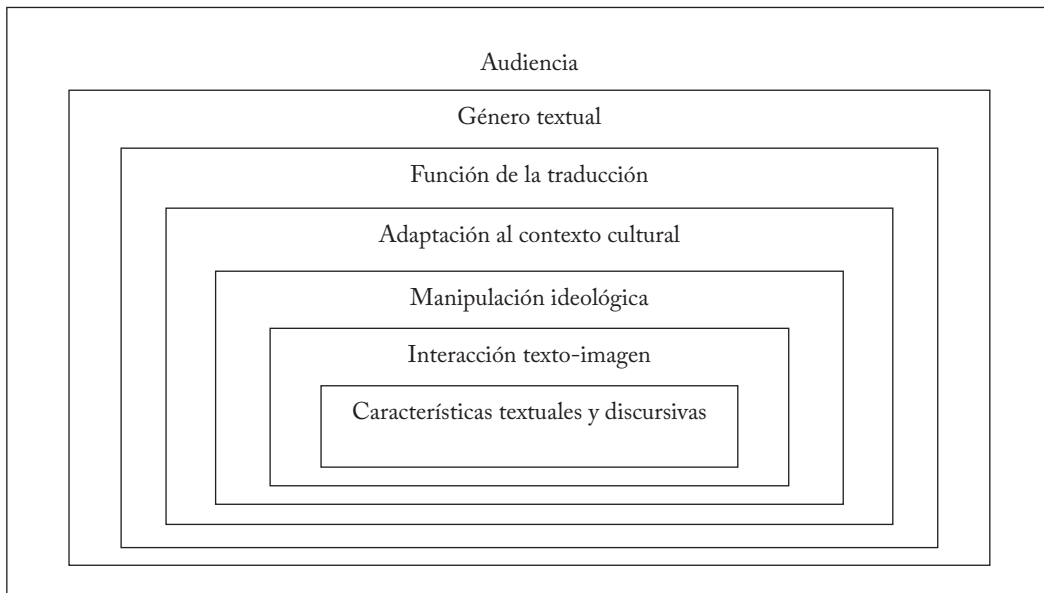 Audiencia
Género textual
Función de la traducción
Adaptación al contexto cultural
Manipulación ideológica
Interacción texto-imagen
Características textuales y discursivas